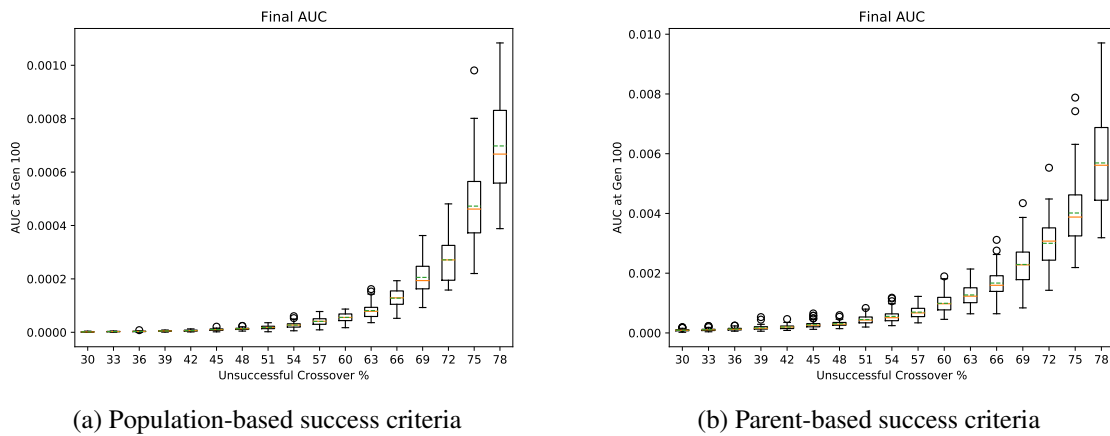 Final AUC
AUC at Gen 100
0.0010
0.0008
0.0006
0.0004
0.0002
0.0000
30 33 36 39 42 45 48 51 54 57 60 63 66 69 72 75 78
Unsuccessful Crossover %
(a) Population-based success criteria
Final AUC
AUC at Gen 100
0.010
0.008
0.006
0.004
0.002
0.000
30 33 36 39 42 45 48 51 54 57 60 63 66 69 72 75 78
Unsuccessful Crossover %
(b) Parent-based success criteria